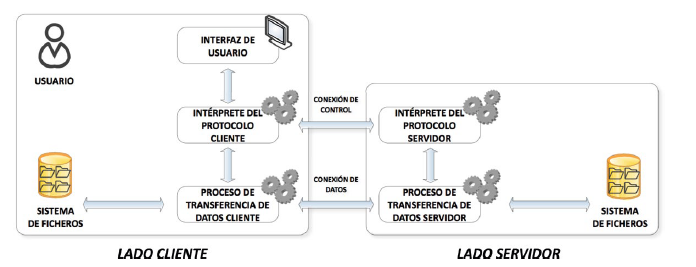 INTERFAZ DE
USUARIO
USUARIO
INTÉRPRETE DEL
PROTOCOLO
CLIENTE
CONEXIÓN DE
CONTROL
INTÉRPRETE DEL
PROTOCOLO
SERVIDOR
SISTEMA
DE FICHEROS
PROCESO DE
TRANSFERENCIA DE
DATOS CLIENTE
CONEXIÓN DE
DATOS
PROCESO DE
TRANSFERENCIA DE
DATOS SERVIDOR
SISTEMA
DE FICHEROS
LADO CLIENTE
LADO SERVIDOR